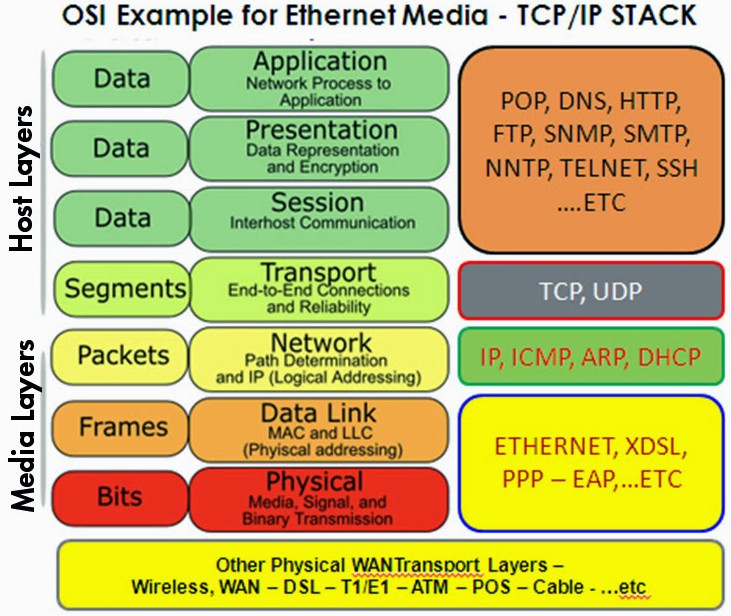 OSI Example for Ethernet Media - TCP/IP STACK
Host Layers
Data
Application
Network Process to
Application
Data
Presentation
Data Representation
and Encryption
Data
Session
Interhost Communication
POP, DNS, HTTP,
FTP, SNMP, SMTP,
NNTP, TELNET, SSH
....ETC
Segments
Transport
End-to-End Connections
and Reliability
TCP, UDP
Media Layers
Packets
Network
Path Determination
and IP (Logical Addressing)
IP, ICMP, ARP, DHCP
Frames
Data Link
MAC and LLC
(Phyiscal addressing)
Bits
Physical
Media, Signal, and
Binary Transmission
ETHERNET, XDSL,
PPP – EAP,...ETC
Other Physical WANTransport Layers –
Wireless, WAN – DSL – T1/E1 – ATM – POS – Cable - ...etc